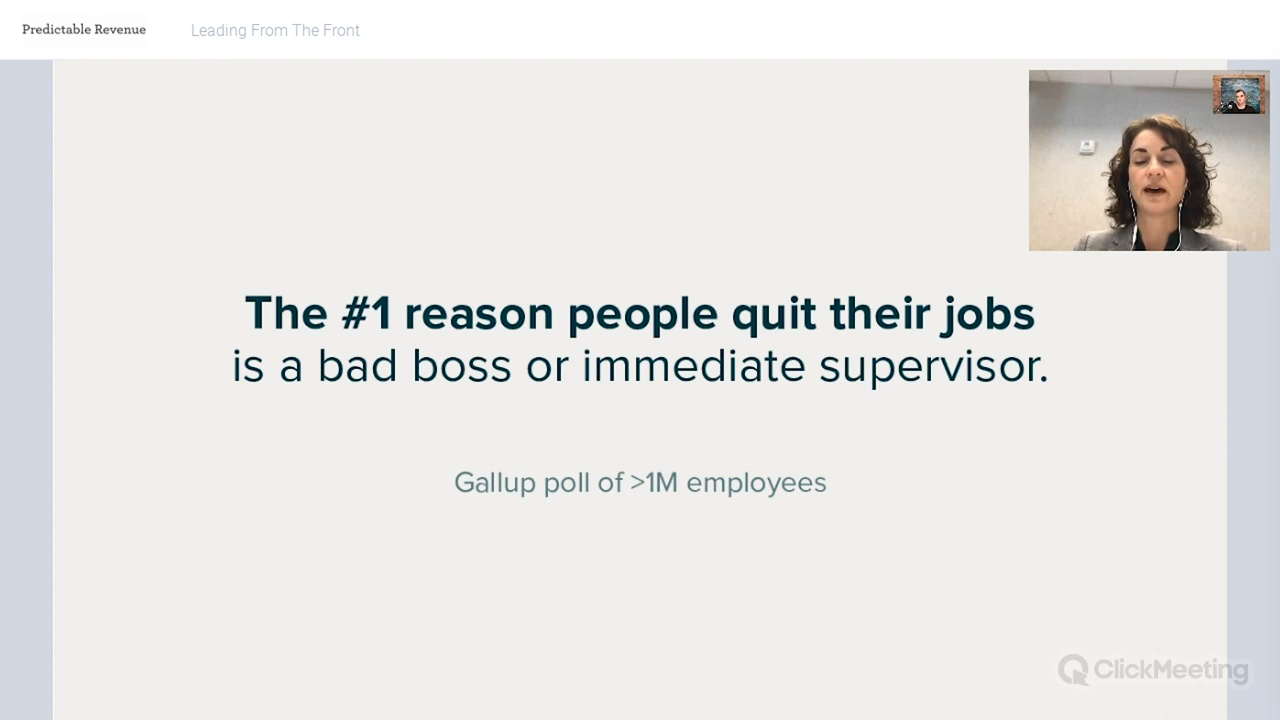 Predictable Revenue
Leading From The Front
The #1 reason people quit their jobs
is a bad boss or immediate supervisor.
Gallup poll of >1M employees
ClickMeeting